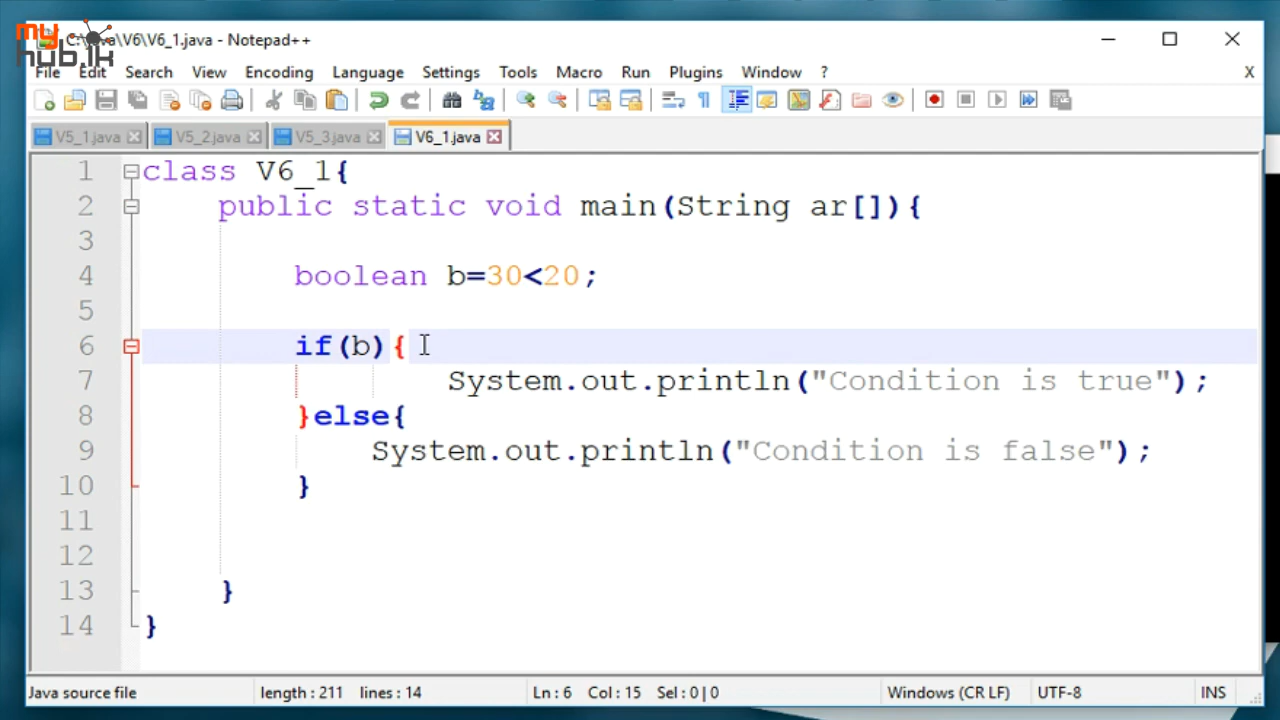 my
hub.lk
C:\java\V6\V6_1.java - Notepad++
File Edit Search View Encoding Language Settings Tools Macro Run Plugins Window ? X
V5_1.java V5_2.java V5_3.java V6_1.java
1 class V6_1{
2 public static void main(String ar[]){
3
4 boolean b=30<20;
5
6 if(b){
7 System.out.println("Condition is true");
8 }else{
9 System.out.println("Condition is false");
10 }
11
12
13 }
14 }
Java source file length : 211 lines : 14 Ln : 6 Col : 15 Sel : 0 | 0 Windows (CR LF) UTF-8 INS